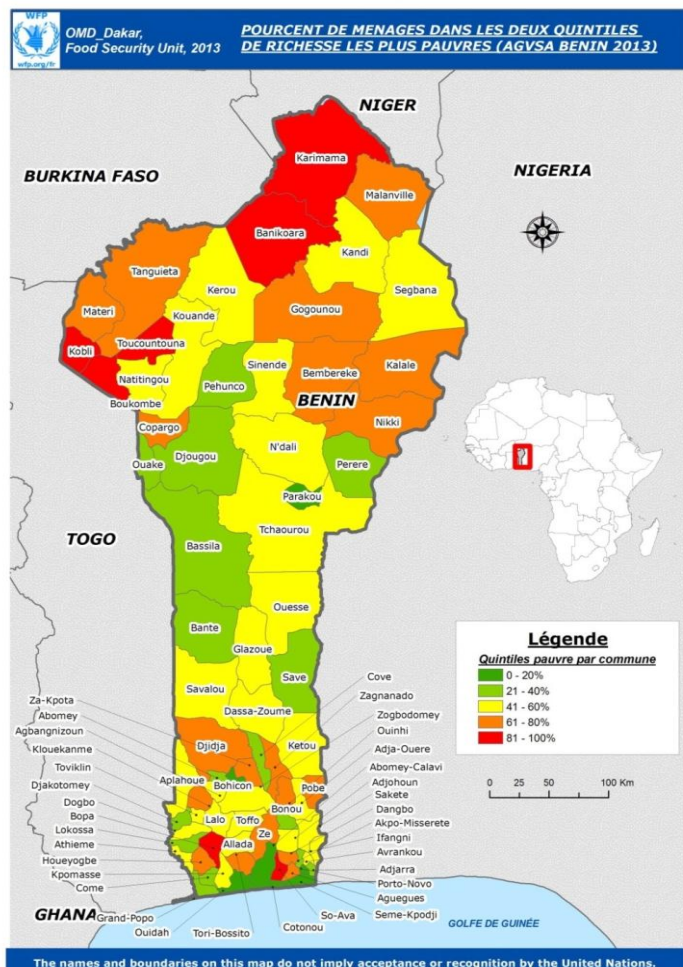 WFP
wfp.org/fr
OMD_Dakar,
Food Security Unit, 2013
POURCENT DE MENAGES DANS LES DEUX QUINTILES
DE RICHESSE LES PLUS PAUVRES (AGVSA BENIN 2013)
NIGER
Karimama
BURKINA FASO
NIGERIA
Malanville
Banikoara
Kandi
Tanguieta
Kerou
Segbana
Materi
Gogounou
Kouande
Toucountouna
Kobli
Sinende
Kalale
Bembereke
Natitingou
Pehunco
BENIN
Boukombe
Nikki
Copargo
N'dali
Djougou
Ouake
Perere
Parakou
Tchaourou
TOGO
Bassila
Ouesse
Bante
Légende
Glazoue
Quintiles pauvre par commune
Save
0 - 20%
21 - 40%
41 - 60%
61 - 80%
81 - 100%
Cove
Savalou
Zagnanado
Za-Kpota
Dassa-Zoume
Zogbodomey
Abomey
Ouinhi
Agbangnizoun
Djidja
Ketou
Adja-Ouere
Klouekanme
Abomey-Calavi
Toviklin
Aplahoue
Pobe
Adjohoun
Djakotomey
Bohicon
Sakete
0 50 100 Km
Dogbo
Bonou
Dangbo
Bopa
Lalo
Toffo
Akpo-Misserete
Lokossa
Ze
Ifangni
Athieme
Allada
Avrankou
Houeyogbe
Adjarra
Kpomasse
Porto-Novo
Come
Aguegues
GHANA
Grand-Popo
So-Ava
Seme-Kpodji
Ouidah
Tori-Bossito
Cotonou
GOLFE DE GUINÉE
The names and boundaries on this map do not imply acceptance or recognition by the United Nations.